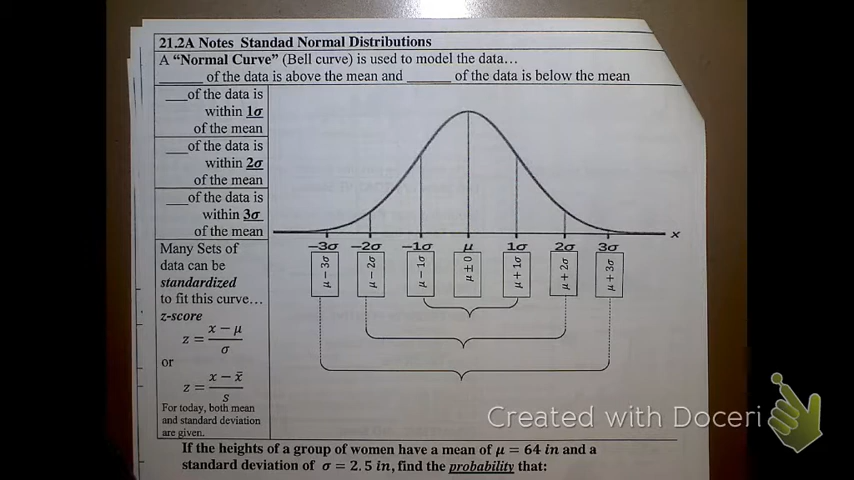 21.2A Notes Standad Normal Distributions
A “Normal Curve” (Bell curve) is used to model the data…
______ of the data is above the mean and ______ of the data is below the mean
___of the data is
within 1σ
of the mean
___of the data is
within 2σ
of the mean
___of the data is
within 3σ
of the mean
Many Sets of
data can be
standardized
to fit this curve…
z-score
z = (x − μ)/σ
or
z = (x − x̄)/s
For today, both mean
and standard deviation
are given.
x
−3σ −2σ −1σ μ 1σ 2σ 3σ
μ − 3σ μ − 2σ μ − 1σ μ ± 0 μ + 1σ μ + 2σ μ + 3σ
Created with Doceri
If the heights of a group of women have a mean of μ = 64 in and a
standard deviation of σ = 2.5 in, find the probability that: